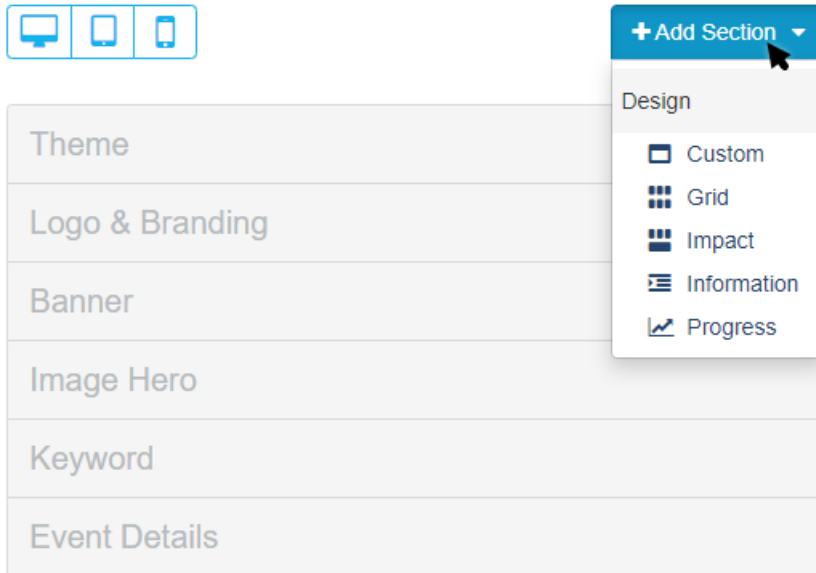 Add Section
Design
Custom
Grid
Impact
Information
Progress
Theme
Logo & Branding
Banner
Image Hero
Keyword
Event Details